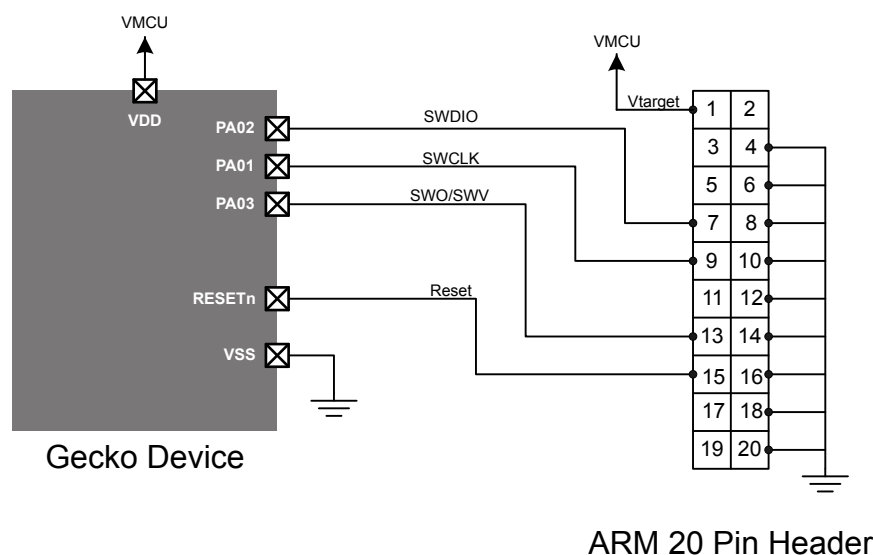 VMCU
VDD
PA02
PA01
PA03
RESETn
VSS
Gecko Device
SWDIO
SWCLK
SWO/SWV
Reset
VMCU
Vtarget
1 2
3 4
5 6
7 8
9 10
11 12
13 14
15 16
17 18
19 20
ARM 20 Pin Header